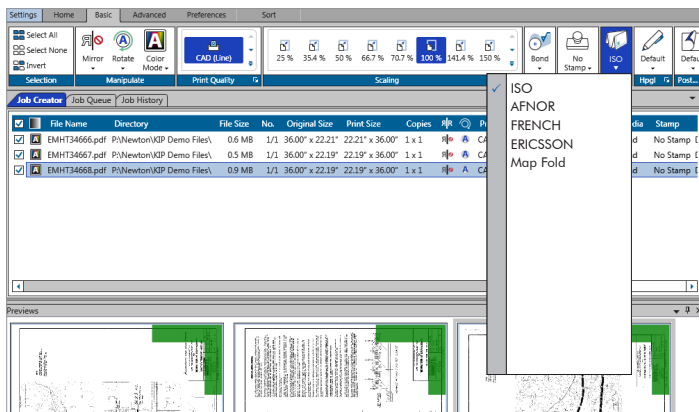 Settings Home Basic Advanced Preferences Sort
Select All
Select None
Invert
Mirror
Rotate
Color Mode
CAD (Line)
25 % 35.4 % 50 % 66.7 % 70.7 % 100 % 141.4 % 150 %
Bond
No Stamp
ISO
Default
Selection Manipulate Print Quality Scaling Hpgl Post...
ISO
AFNOR
FRENCH
ERICSSON
Map Fold
Job Creator Job Queue Job History
File Name Directory File Size No. Original Size Print Size Copies Stamp
EMHT34666.pdf P:\Newton\KIP Demo Files\ 0.6 MB 1/1 36.00" x 22.21" 22.21" x 36.00" 1 x 1 No Stamp
EMHT34667.pdf P:\Newton\KIP Demo Files\ 0.5 MB 1/1 36.00" x 22.19" 22.19" x 36.00" 1 x 1 No Stamp
EMHT34668.pdf P:\Newton\KIP Demo Files\ 0.9 MB 1/1 36.00" x 22.19" 22.19" x 36.00" 1 x 1 No Stamp
Previews